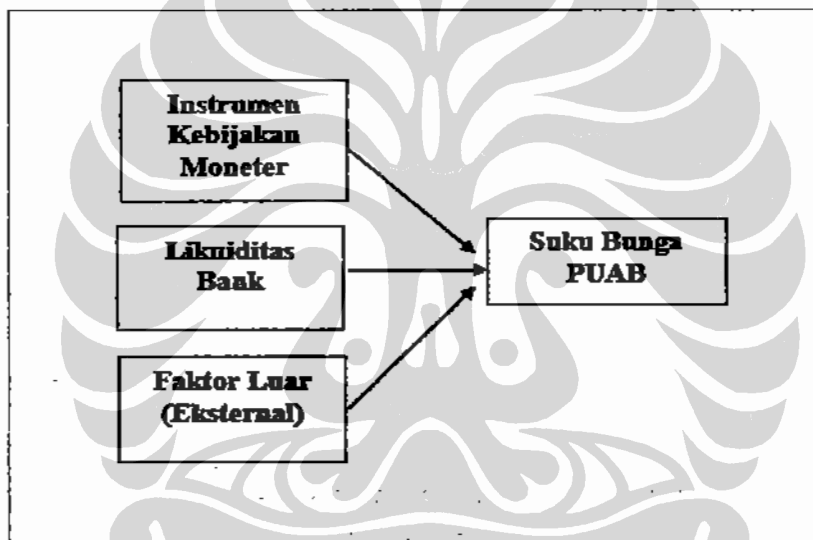 Instrumen
Kebijakan
Moneter
Likuiditas
Bank
Suku Bunga
PUAB
Faktor Luar
(Eksternal)